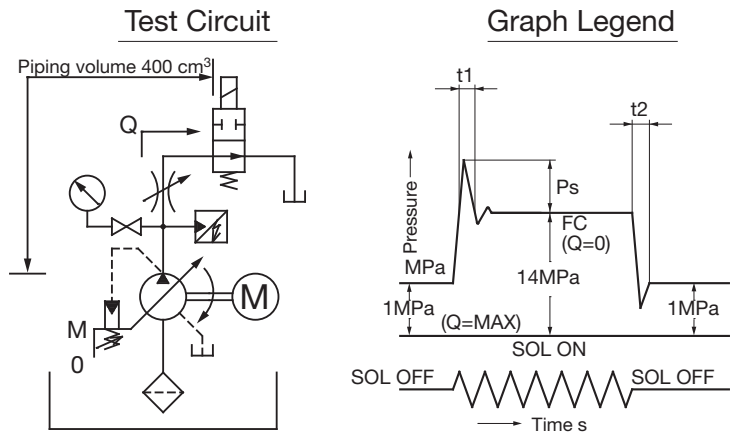 Test Circuit
Piping volume 400 cm³
Q
M
M
0
Graph Legend
t1
t2
Pressure
Ps
FC
(Q=0)
MPa
14MPa
1MPa
1MPa
(Q=MAX)
SOL ON
SOL OFF
SOL OFF
Time s